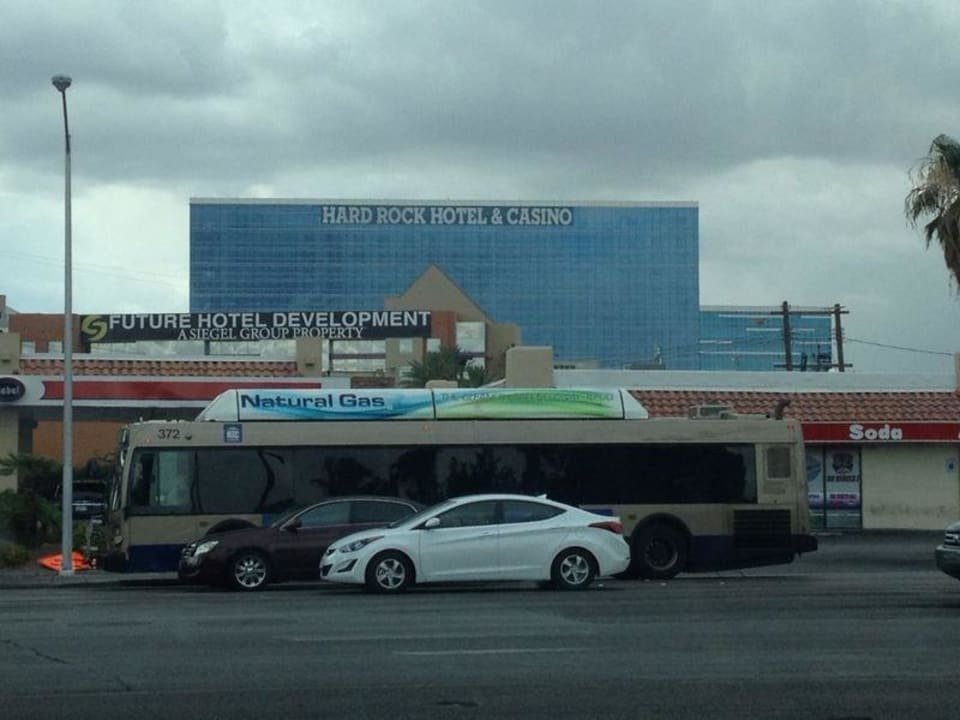 HARD ROCK HOTEL & CASINO
FUTURE HOTEL DEVELOPMENT
A SIEGEL GROUP PROPERTY
Natural Gas
372
Soda